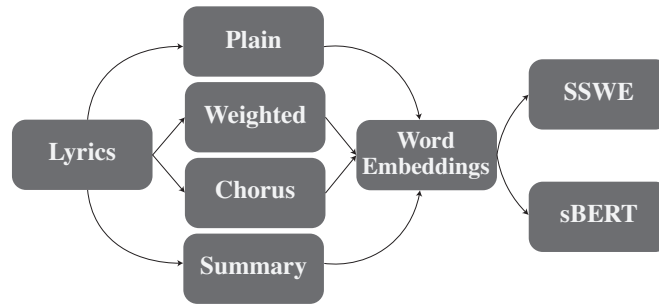 Lyrics
Plain
Weighted
Chorus
Summary
Word
Embeddings
SSWE
sBERT